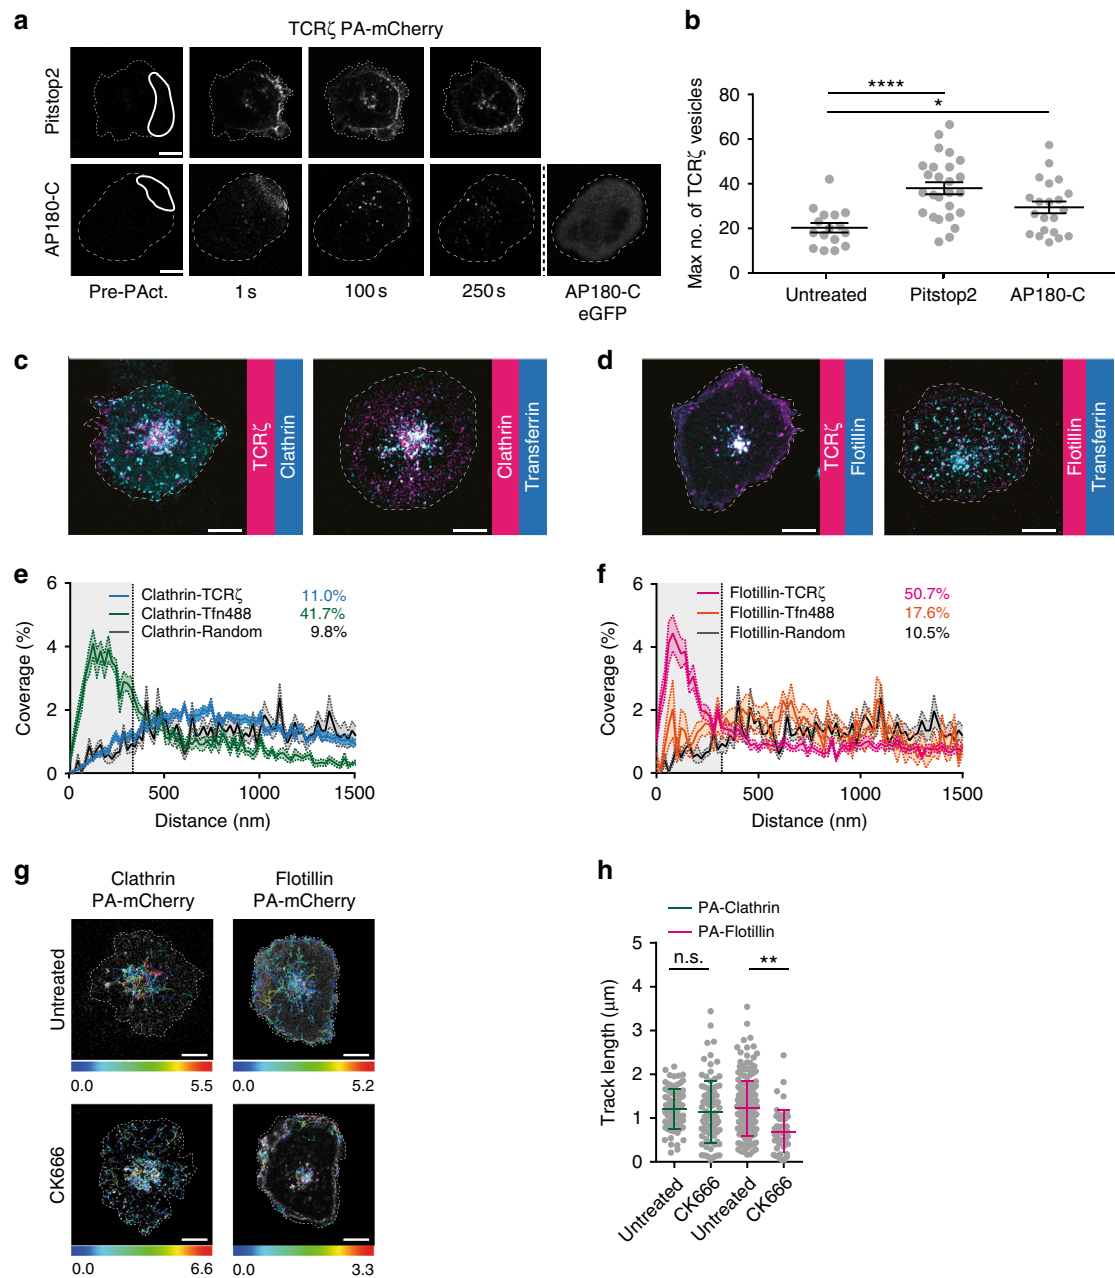 a
TCRζ PA-mCherry
Pitstop2
AP180-C
Pre-PAct.
1 s
100 s
250 s
AP180-C
eGFP
b
Max no. of TCRζ vesicles
80
60
40
20
0
****
*
Untreated
Pitstop2
AP180-C
c
TCRζ
Clathrin
Clathrin
Transferrin
d
TCRζ
Flotillin
Flotillin
Transferrin
e
Coverage (%)
6
4
2
0
Clathrin-TCRζ 11.0%
Clathrin-Tfn488 41.7%
Clathrin-Random 9.8%
0 500 1000 1500
Distance (nm)
f
Coverage (%)
6
4
2
0
Flotillin-TCRζ 50.7%
Flotillin-Tfn488 17.6%
Flotillin-Random 10.5%
0 500 1000 1500
Distance (nm)
g
Clathrin
PA-mCherry
Flotillin
PA-mCherry
Untreated
0.0 5.5
0.0 5.2
CK666
0.0 6.6
0.0 3.3
h
PA-Clathrin
PA-Flotillin
Track length (μm)
5
4
3
2
1
0
n.s.
**
Untreated
CK666
Untreated
CK666